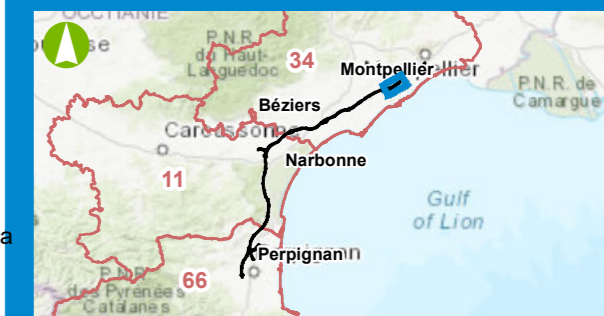 OCCITANIE
P.N.R.
du Haut-
Languedoc
34
Montpellier
Béziers
P.N.R. de
Camargue
Carcassonne
Narbonne
11
Gulf
of Lion
a
Perpignan
66
P.N.R.
des Pyrénées
Catalanes